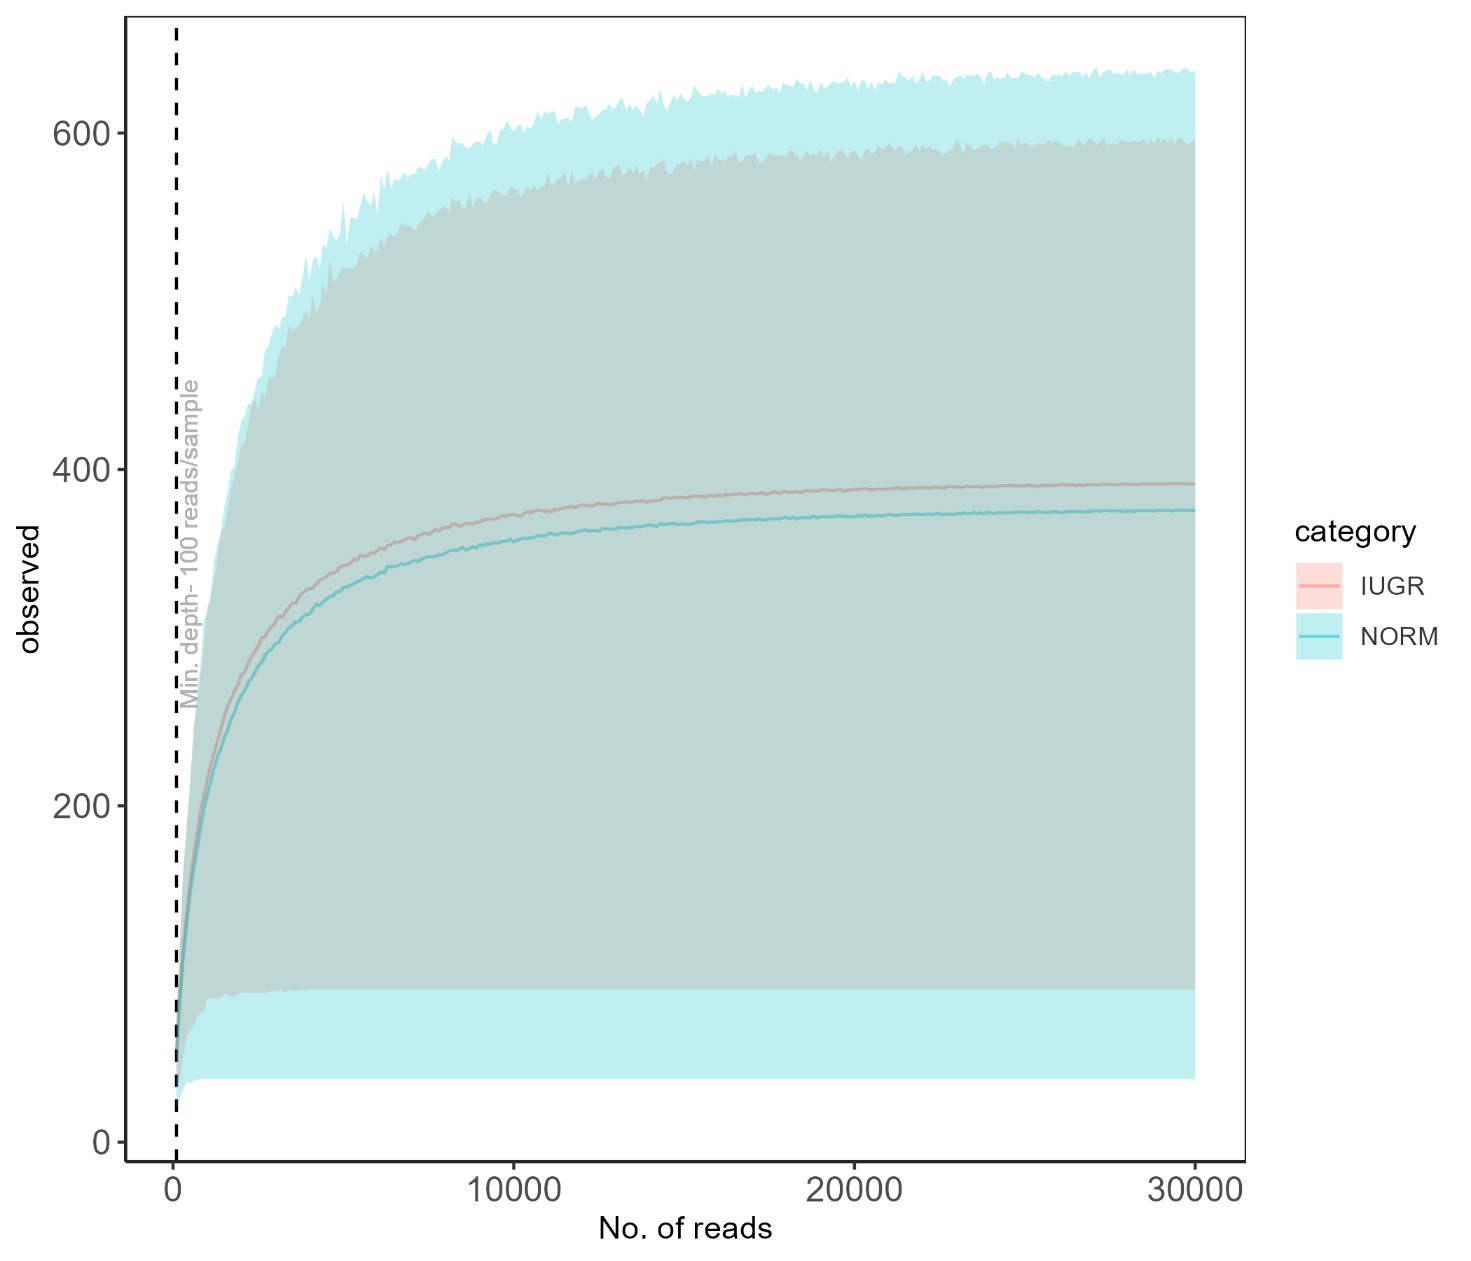 600
400
200
0
observed
Min. depth- 100 reads/sample
0 10000 20000 30000
No. of reads
category
IUGR
NORM